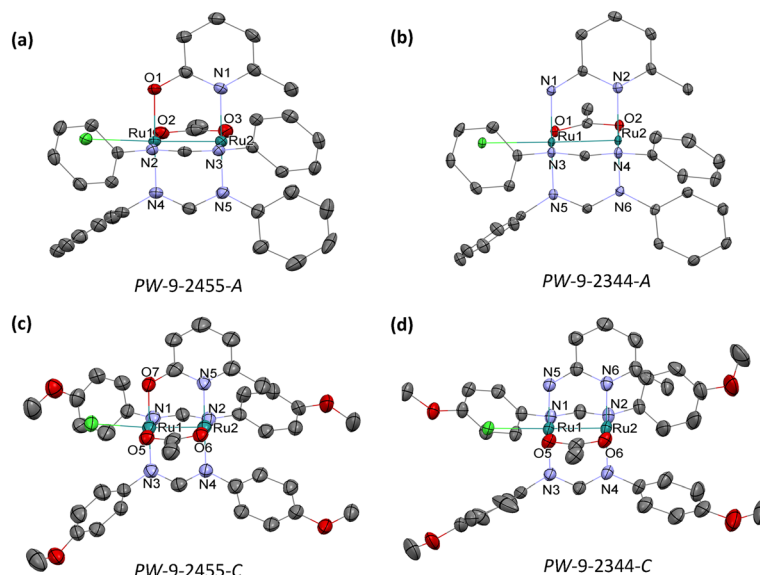 (a)
O1
N1
O2
O3
Ru1
Ru2
N2
N3
N4
N5
PW-9-2455-A
(b)
N1
N2
O1
O2
Ru1
Ru2
N3
N4
N5
N6
PW-9-2344-A
(c)
O7
N5
N1
N2
Ru1
Ru2
O5
O6
N3
N4
PW-9-2455-C
(d)
N5
N6
N1
N2
Ru1
Ru2
O5
O6
N3
N4
PW-9-2344-C